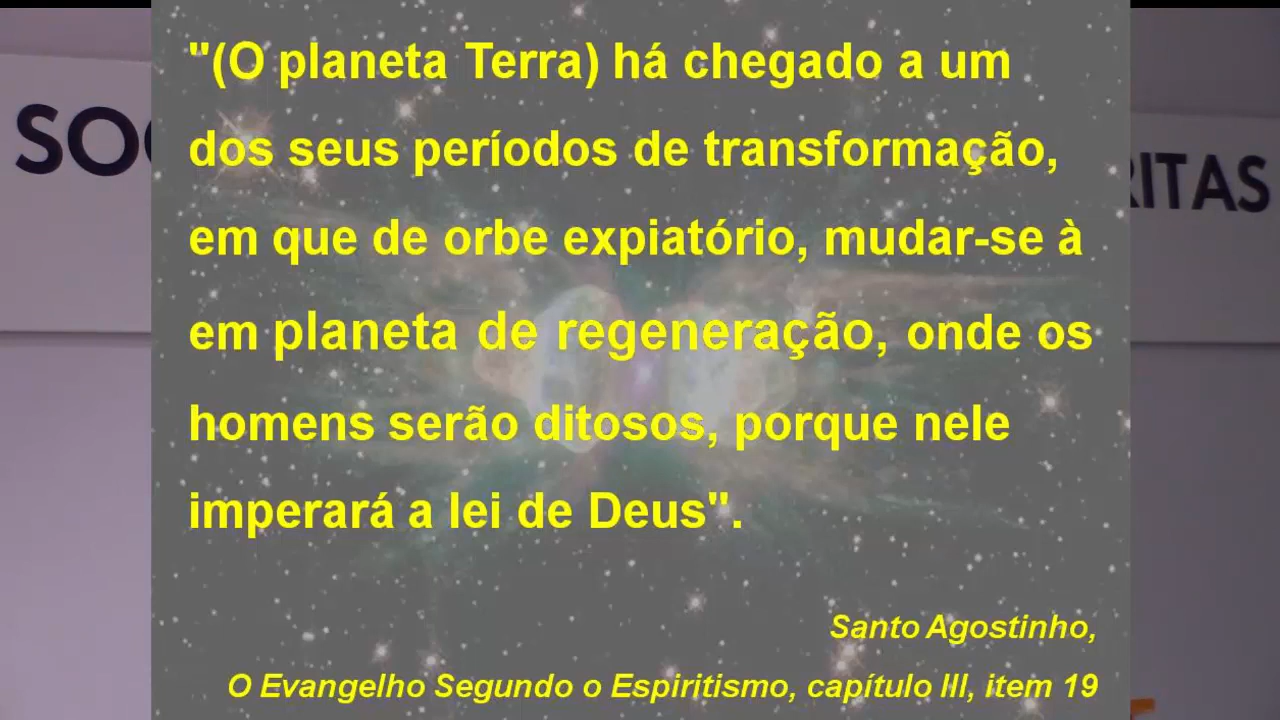 "(O planeta Terra) há chegado a um
dos seus períodos de transformação,
em que de orbe expiatório, mudar-se à
em planeta de regeneração, onde os
homens serão ditosos, porque nele
imperará a lei de Deus".
Santo Agostinho,
O Evangelho Segundo o Espiritismo, capítulo III, item 19